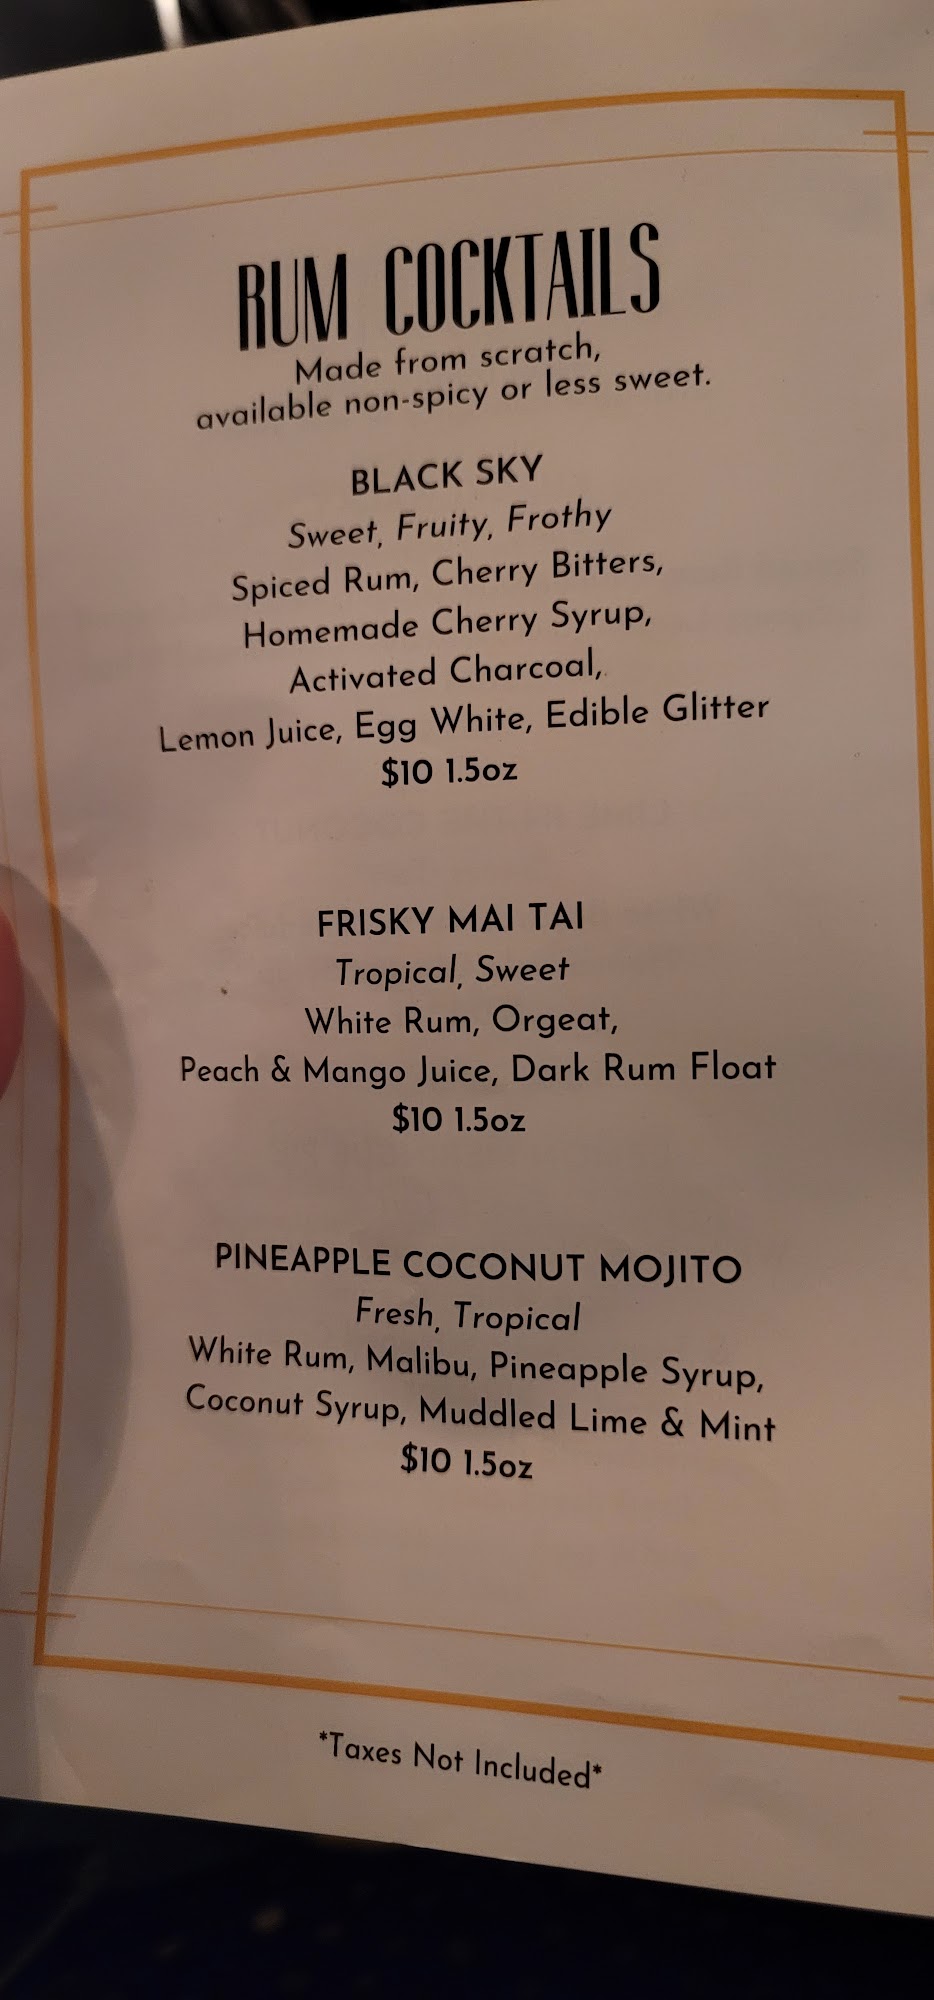 RUM COCKTAILS
Made from scratch,
available non-spicy or less sweet.
BLACK SKY
Sweet, Fruity, Frothy
Spiced Rum, Cherry Bitters,
Homemade Cherry Syrup,
Activated Charcoal,
Lemon Juice, Egg White, Edible Glitter
$10 1.5oz
FRISKY MAI TAI
Tropical, Sweet
White Rum, Orgeat,
Peach & Mango Juice, Dark Rum Float
$10 1.5oz
PINEAPPLE COCONUT MOJITO
Fresh, Tropical
White Rum, Malibu, Pineapple Syrup,
Coconut Syrup, Muddled Lime & Mint
$10 1.5oz
*Taxes Not Included*